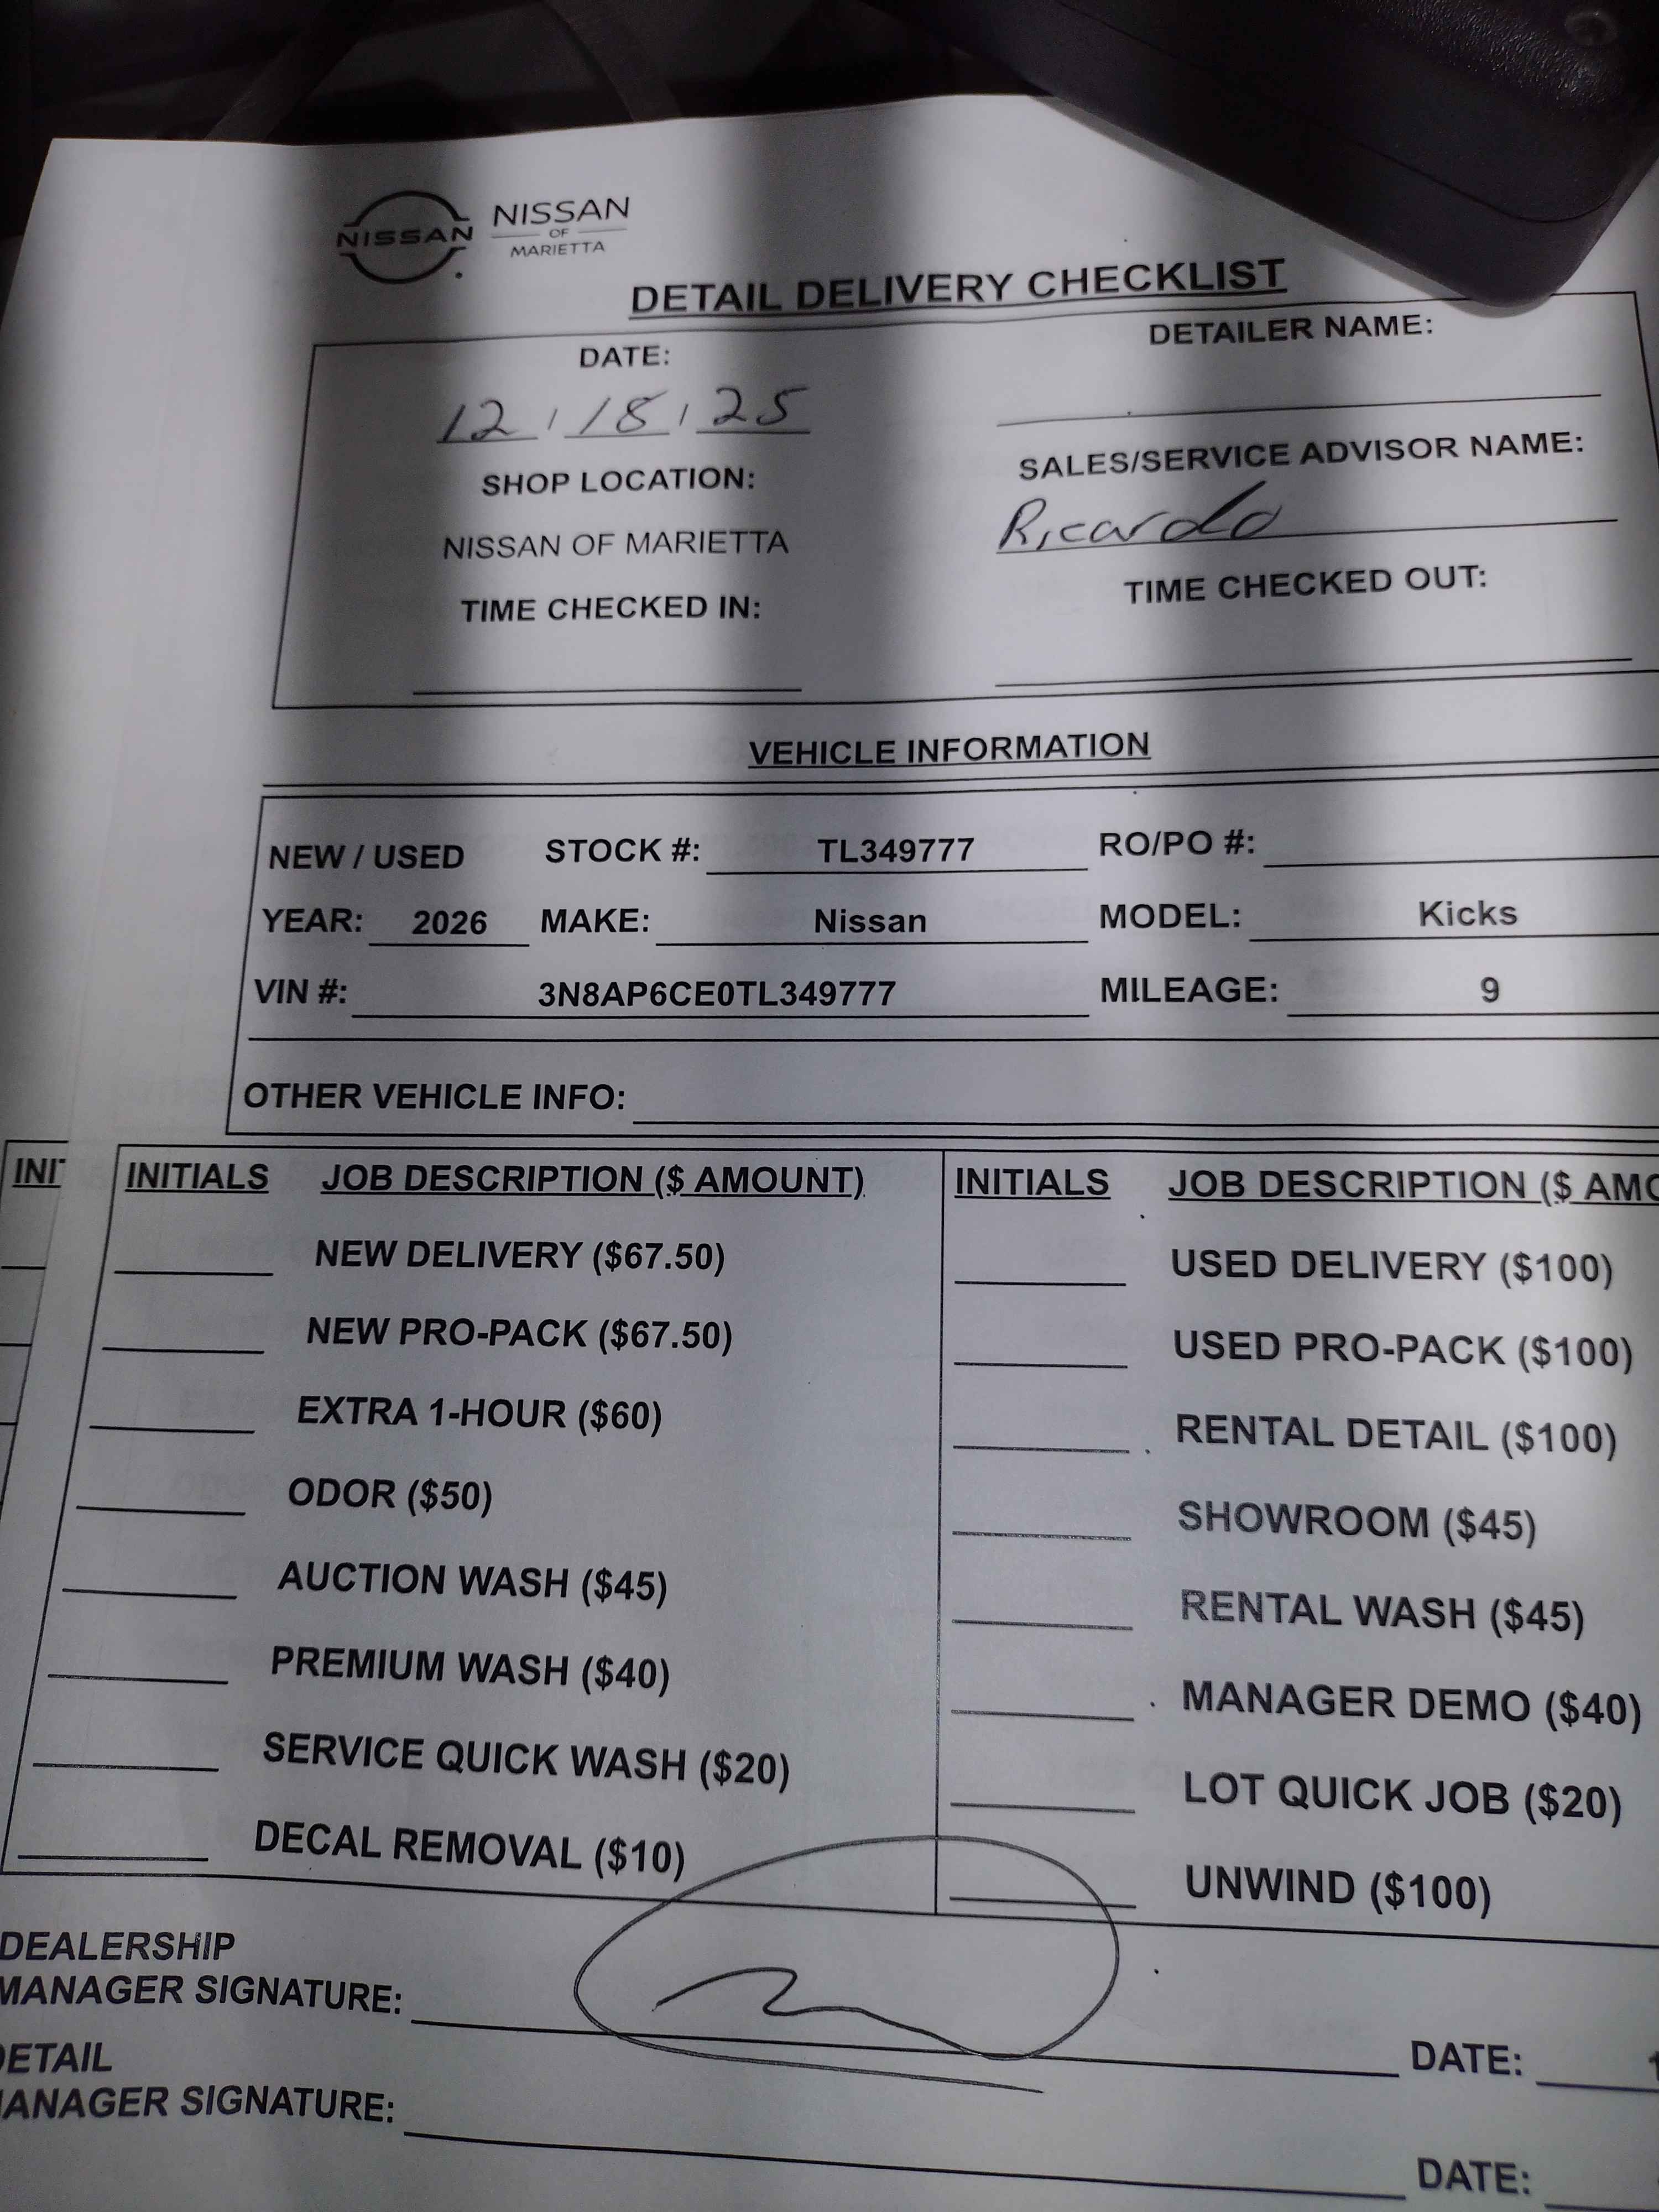 NISSAN
NISSAN
OF
MARIETTA
DETAIL DELIVERY CHECKLIST
DATE:
12 / 18 / 25
DETAILER NAME:
SHOP LOCATION:
NISSAN OF MARIETTA
SALES/SERVICE ADVISOR NAME:
Ricardo
TIME CHECKED IN:
TIME CHECKED OUT:
VEHICLE INFORMATION
NEW / USED STOCK #: TL349777 RO/PO #:
YEAR: 2026 MAKE: Nissan MODEL: Kicks
VIN #: 3N8AP6CE0TL349777 MILEAGE: 9
OTHER VEHICLE INFO:
INITIALS JOB DESCRIPTION ($ AMOUNT)
NEW DELIVERY ($67.50)
NEW PRO-PACK ($67.50)
EXTRA 1-HOUR ($60)
ODOR ($50)
AUCTION WASH ($45)
PREMIUM WASH ($40)
SERVICE QUICK WASH ($20)
DECAL REMOVAL ($10)
INITIALS JOB DESCRIPTION ($ AMO
USED DELIVERY ($100)
USED PRO-PACK ($100)
RENTAL DETAIL ($100)
SHOWROOM ($45)
RENTAL WASH ($45)
MANAGER DEMO ($40)
LOT QUICK JOB ($20)
UNWIND ($100)
DEALERSHIP
MANAGER SIGNATURE: DATE:
DETAIL
MANAGER SIGNATURE: DATE: